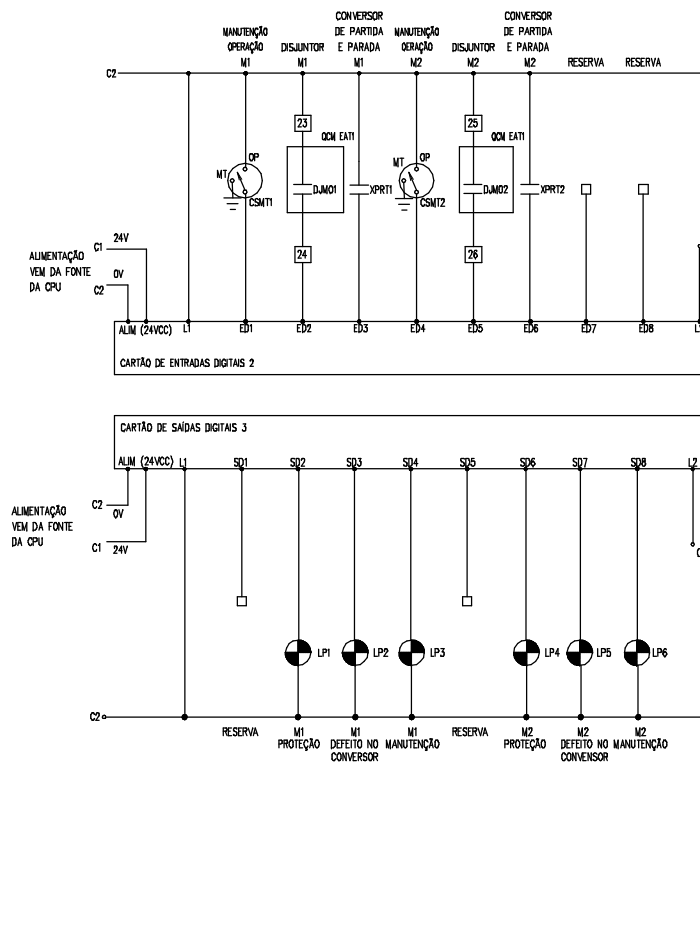 MANUTENÇÃO
OPERAÇÃO
M1
DISJUNTOR
M1
CONVERSOR
DE PARTIDA
E PARADA
M1
MANUTENÇÃO
OERAÇÃO
M2
DISJUNTOR
M2
CONVERSOR
DE PARTIDA
E PARADA
M2
RESERVA
RESERVA
C2
23
25
QCM EAT1
QCM EAT1
OP
MT
CSMT1
DJM01
XPRT1
OP
MT
CSMT2
DJM02
XPRT2
24
26
ALIMENTAÇÃO
VEM DA FONTE
DA CPU
C1
24V
C2
0V
ALIM (24VCC)
L1
ED1
ED2
ED3
ED4
ED5
ED6
ED7
ED8
CARTÃO DE ENTRADAS DIGITAIS 2
CARTÃO DE SAÍDAS DIGITAIS 3
ALIM (24VCC)
L1
SD1
SD2
SD3
SD4
SD5
SD6
SD7
SD8
L2
ALIMENTAÇÃO
VEM DA FONTE
DA CPU
C2
0V
C1
24V
LP1
LP2
LP3
LP4
LP5
LP6
C2
RESERVA
M1
PROTEÇÃO
M1
DEFEITO NO
CONVERSOR
M1
MANUTENÇÃO
RESERVA
M2
PROTEÇÃO
M2
DEFEITO NO
CONVENSOR
M2
MANUTENÇÃO